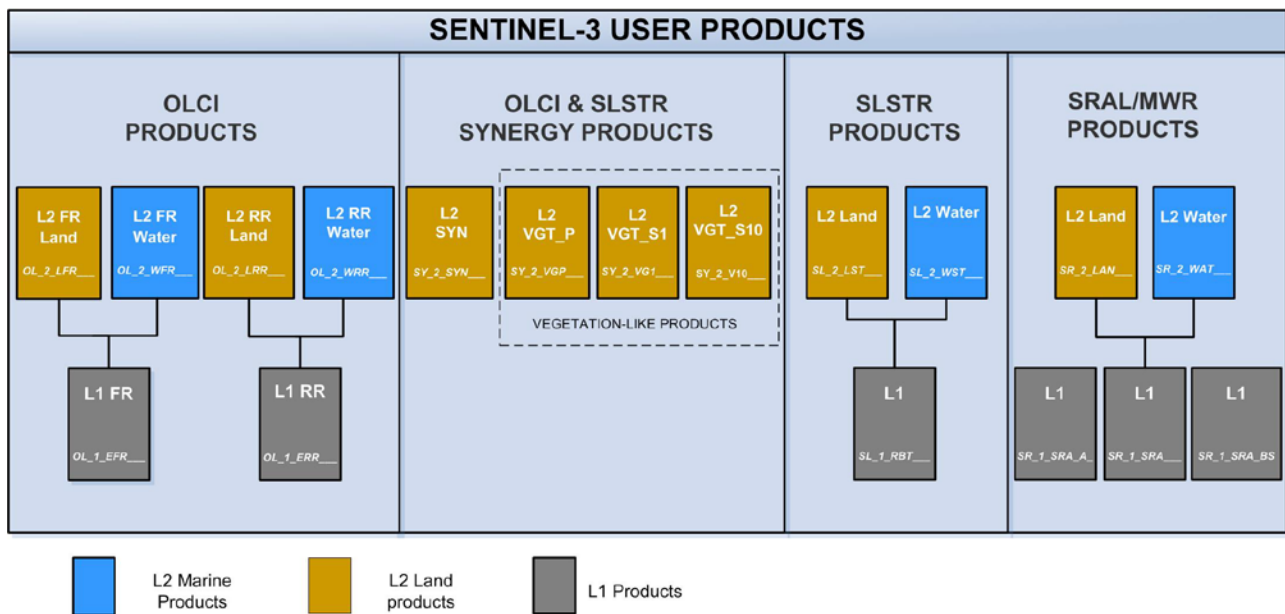 SENTINEL-3 USER PRODUCTS
OLCI
PRODUCTS
L2 FR
Land
OL_2_LFR___
L2 FR
Water
OL_2_WFR___
L2 RR
Land
OL_2_LRR___
L2 RR
Water
OL_2_WRR___
L1 FR
OL_1_EFR___
L1 RR
OL_1_ERR___
OLCI & SLSTR
SYNERGY PRODUCTS
L2
SYN
SY_2_SYN___
L2
VGT_P
SY_2_VGP___
L2
VGT_S1
SY_2_VG1___
L2
VGT_S10
SY_2_V10___
VEGETATION-LIKE PRODUCTS
SLSTR
PRODUCTS
L2 Land
SL_2_LST___
L2 Water
SL_2_WST___
L1
SL_1_RBT___
SRAL/MWR
PRODUCTS
L2 Land
SR_2_LAN___
L2 Water
SR_2_WAT___
L1
SR_1_SRA_A_
L1
SR_1_SRA___
L1
SR_1_SRA_BS
L2 Marine
Products
L2 Land
products
L1 Products